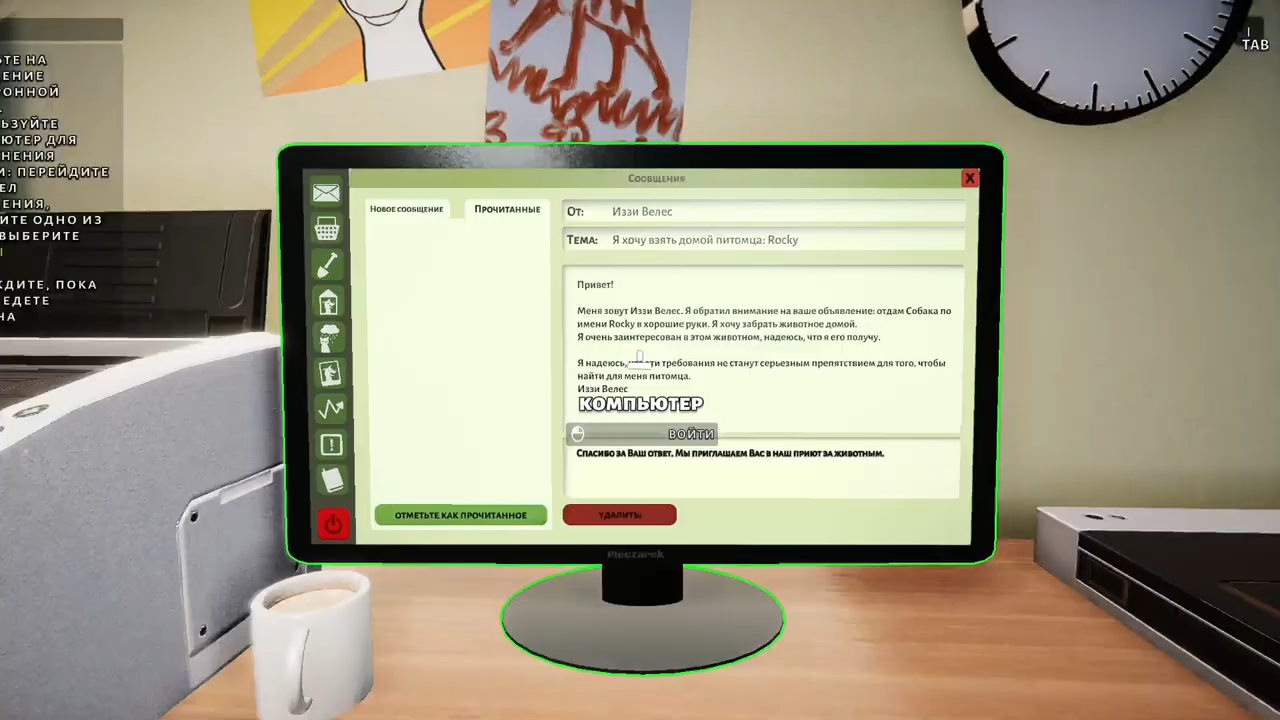 ЬТЕ НА
ЕНИЕ
РОННОЙ
ЬЗУЙТЕ
ЮТЕР ДЛЯ
НЕНИЯ
И: ПЕРЕЙДИТЕ
ЕЛ
ЕНИЯ,
ИТЕ ОДНО ИЗ
ВЫБЕРИТЕ
ЖДИТЕ, ПОКА
ЕДЕТЕ
НА
TAB
Сообщения
X
Новое сообщение
Прочитанные
От: Иззи Велес
Тема: Я хочу взять домой питомца: Rocky
Привет!
Меня зовут Иззи Велес. Я обратил внимание на ваше объявление: отдам Собака по
имени Rocky в хорошие руки. Я хочу забрать животное домой.
Я очень заинтересован в этом животном, надеюсь, что я его получу.
Я надеюсь, ти требования не станут серьезным препятствием для того, чтобы
найти для меня питомца.
Иззи Велес
КОМПЬЮТЕР
ВОЙТИ
Спасибо за Ваш ответ. Мы приглашаем Вас в наш приют за животным.
ОТМЕТЬТЕ КАК ПРОЧИТАННОЕ
УДАЛИТЬ:
Pieczarek